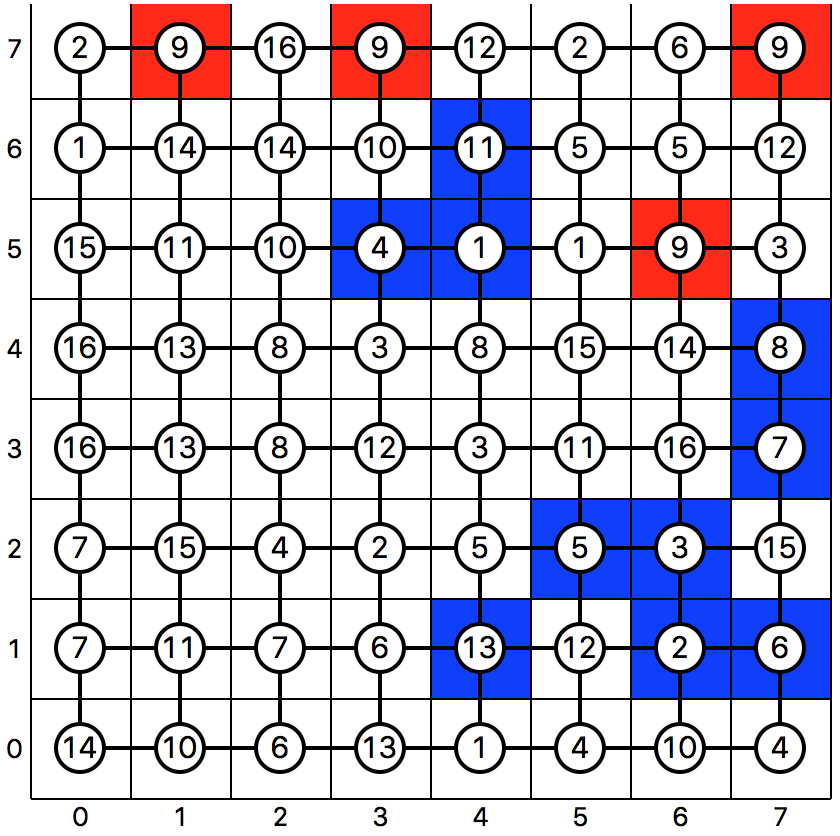 7 2 9 16 9 12 2 6 9
6 1 14 14 10 11 5 5 12
5 15 11 10 4 1 1 9 3
4 16 13 8 3 8 15 14 8
3 16 13 8 12 3 11 16 7
2 7 15 4 2 5 5 3 15
1 7 11 7 6 13 12 2 6
0 14 10 6 13 1 4 10 4
0 1 2 3 4 5 6 7